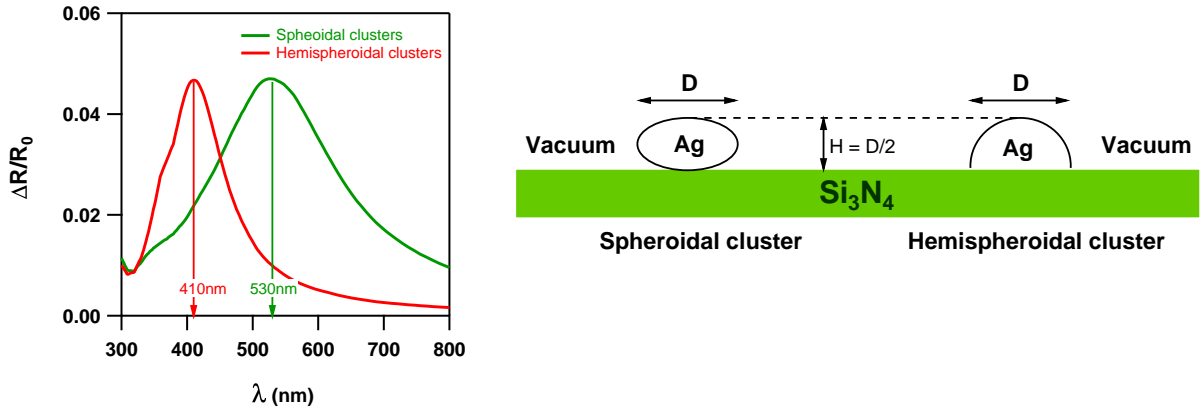 0.06
0.04
0.02
0.00
ΔR/R₀
Spheoidal clusters
Hemispheroidal clusters
410nm
530nm
300
400
500
600
700
800
λ (nm)
D
D
Vacuum
Ag
H = D/2
Ag
Vacuum
Si₃N₄
Spheroidal cluster
Hemispheroidal cluster